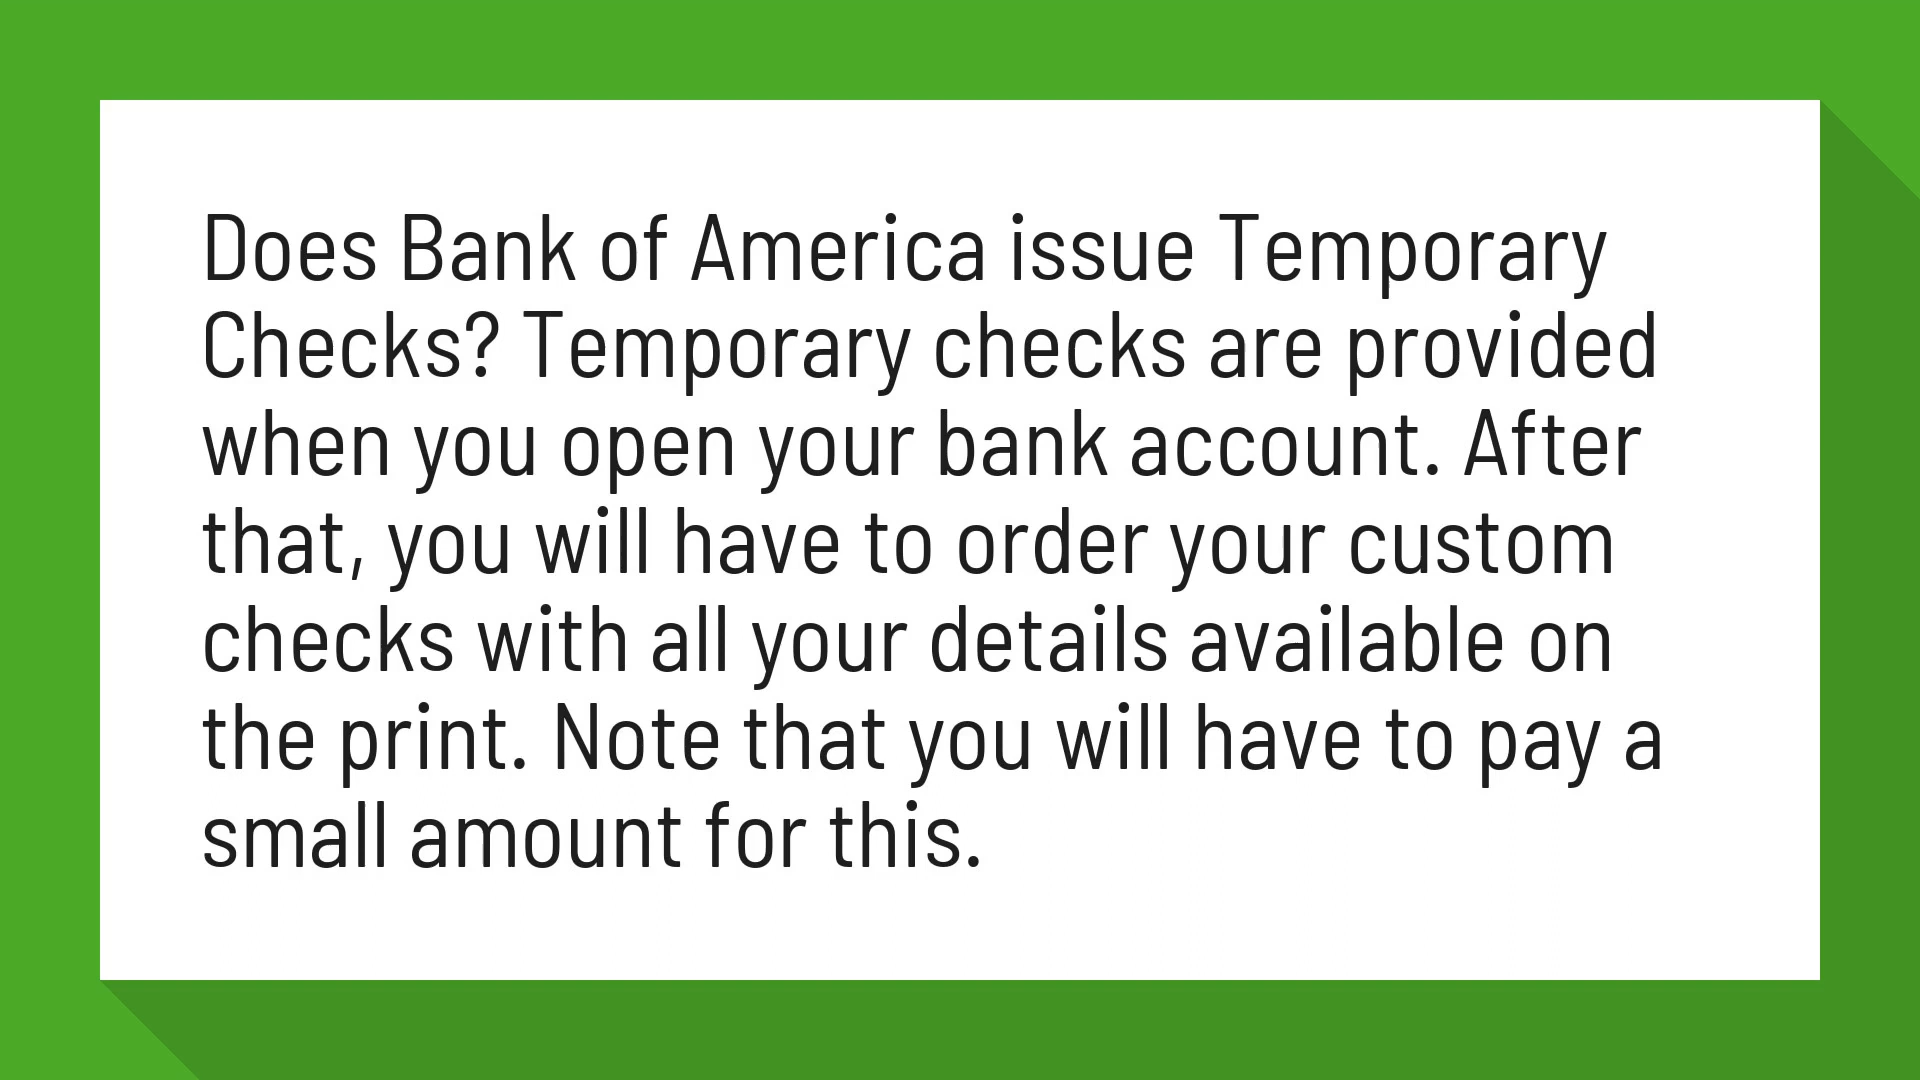 Does Bank of America issue Temporary
Checks? Temporary checks are provided
when you open your bank account. After
that, you will have to order your custom
checks with all your details available on
the print. Note that you will have to pay a
small amount for this.